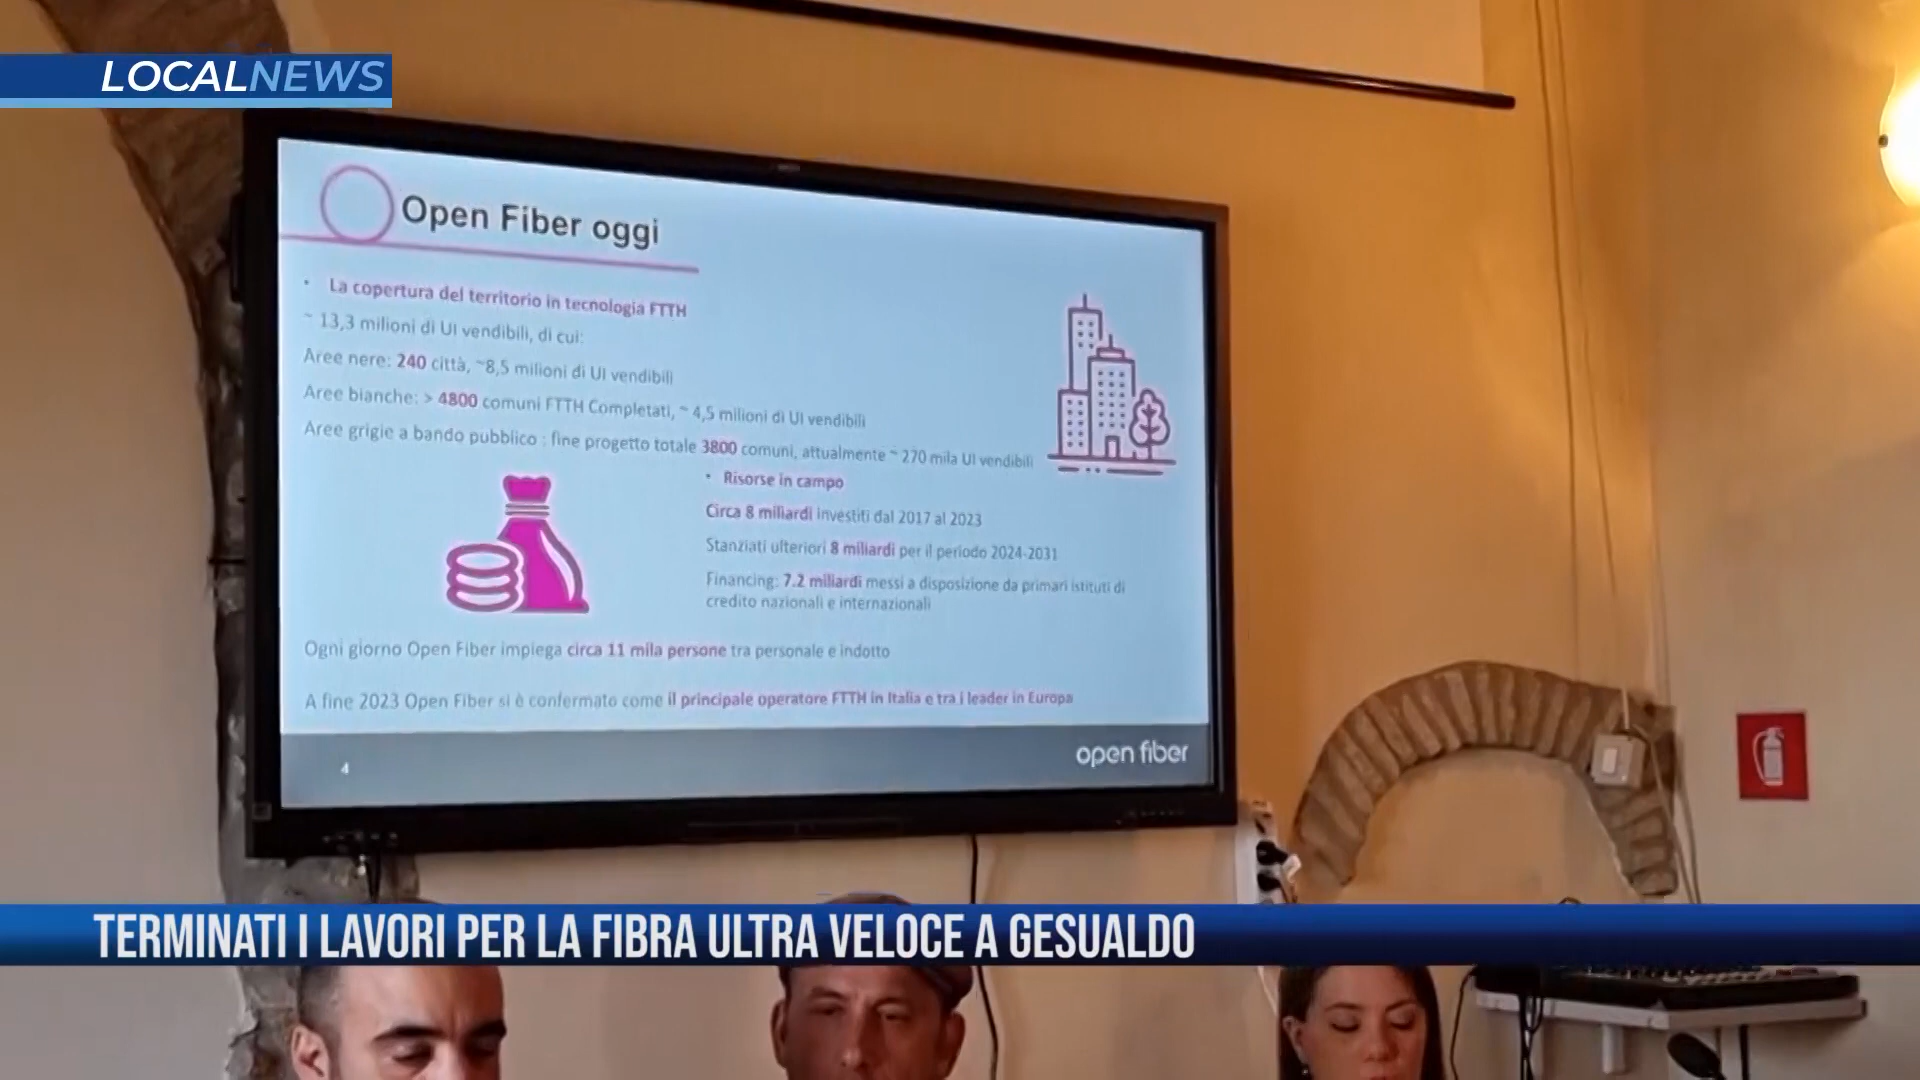 LOCALNEWS
Open Fiber oggi
• La copertura del territorio in tecnologia FTTH
~ 13,3 milioni di UI vendibili, di cui:
Aree nere: 240 città, ~8,5 milioni di UI vendibili
Aree bianche: > 4800 comuni FTTH Completati, ~ 4,5 milioni di UI vendibili
Aree grigie a bando pubblico : fine progetto totale 3800 comuni, attualmente ~ 270 mila UI vendibili
• Risorse in campo
Circa 8 miliardi investiti dal 2017 al 2023
Stanziati ulteriori 8 miliardi per il periodo 2024-2031
Financing: 7.2 miliardi messi a disposizione da primari istituti di
credito nazionali e internazionali
Ogni giorno Open Fiber impiega circa 11 mila persone tra personale e indotto
A fine 2023 Open Fiber si è confermato come il principale operatore FTTH in Italia e tra i leader in Europa
4
open fiber
TERMINATI I LAVORI PER LA FIBRA ULTRA VELOCE A GESUALDO